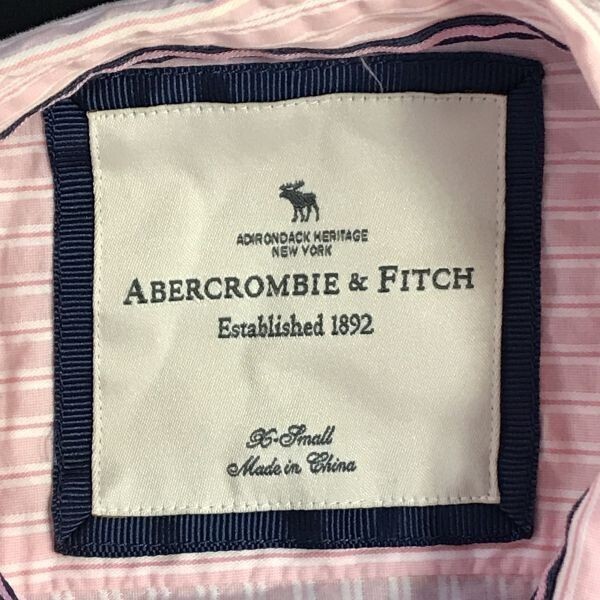 ADIRONDACK HERITAGE
NEW YORK
ABERCROMBIE & FITCH
Established 1892
X-Small
Made in China